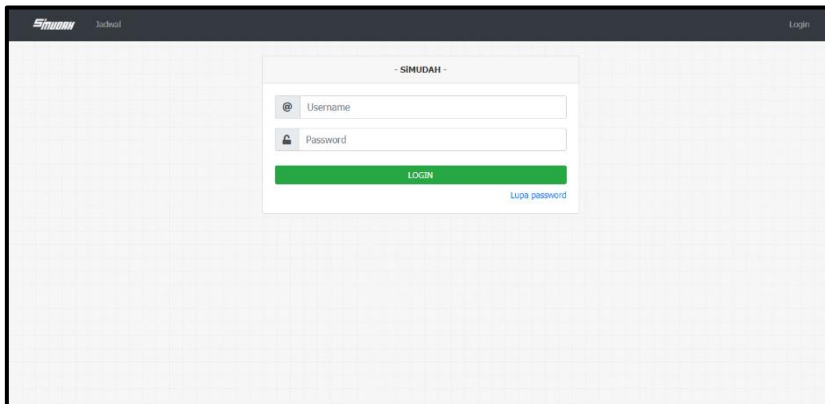 SiMUDAH Jadwal Login
- SiMUDAH -
@ Username
Password
LOGIN
Lupa password